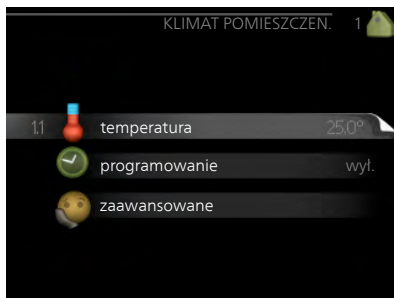 KLIMAT POMIESZCZEN. 1
1.1 temperatura 25.0°
programowanie wył.
zaawansowane